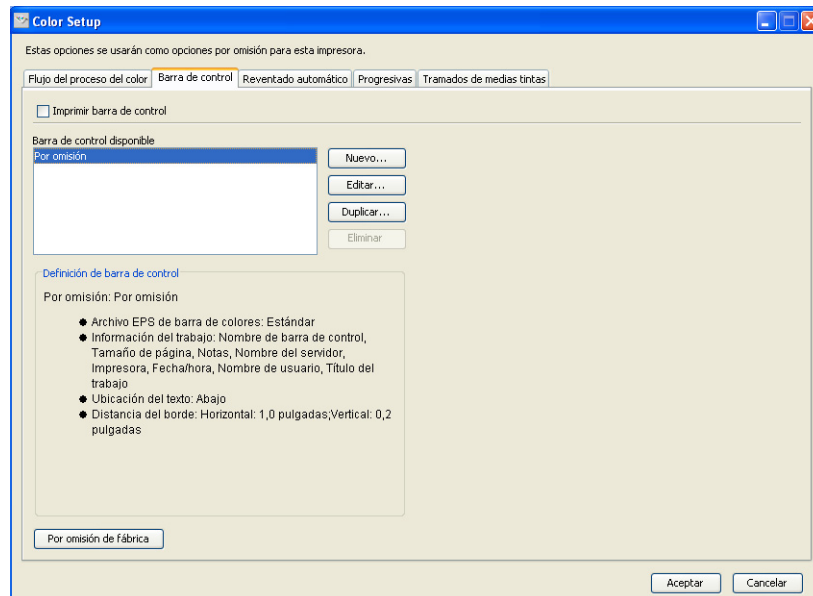 Color Setup
Estas opciones se usarán como opciones por omisión para esta impresora.
Flujo del proceso del color Barra de control Reventado automático Progresivas Tramados de medias tintas
Imprimir barra de control
Barra de control disponible
Por omisión
Nuevo...
Editar...
Duplicar...
Eliminar
Definición de barra de control
Por omisión: Por omisión
Archivo EPS de barra de colores: Estándar
Información del trabajo: Nombre de barra de control,
Tamaño de página, Notas, Nombre del servidor,
Impresora, Fecha/hora, Nombre de usuario, Título del
trabajo
Ubicación del texto: Abajo
Distancia del borde: Horizontal: 1,0 pulgadas;Vertical: 0,2
pulgadas
Por omisión de fábrica
Aceptar Cancelar